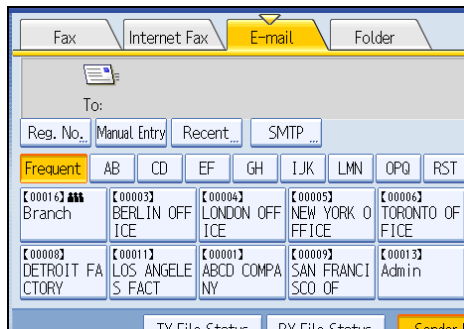 Fax Internet Fax E-mail Folder
To:
Reg. No. Manual Entry Recent SMTP
Frequent AB CD EF GH IJK LMN OPQ RST
【00016】 【00003】 【00004】 【00005】 【00006】
Branch BERLIN OFF LONDON OFF NEW YORK O TORONTO OF
ICE ICE FFICE FICE
【00008】 【00011】 【00001】 【00009】 【00013】
DETROIT FA LOS ANGELE ABCD COMPA SAN FRANCI Admin
CTORY S FACT NY SCO OF
TX File Status RX File Status Sender